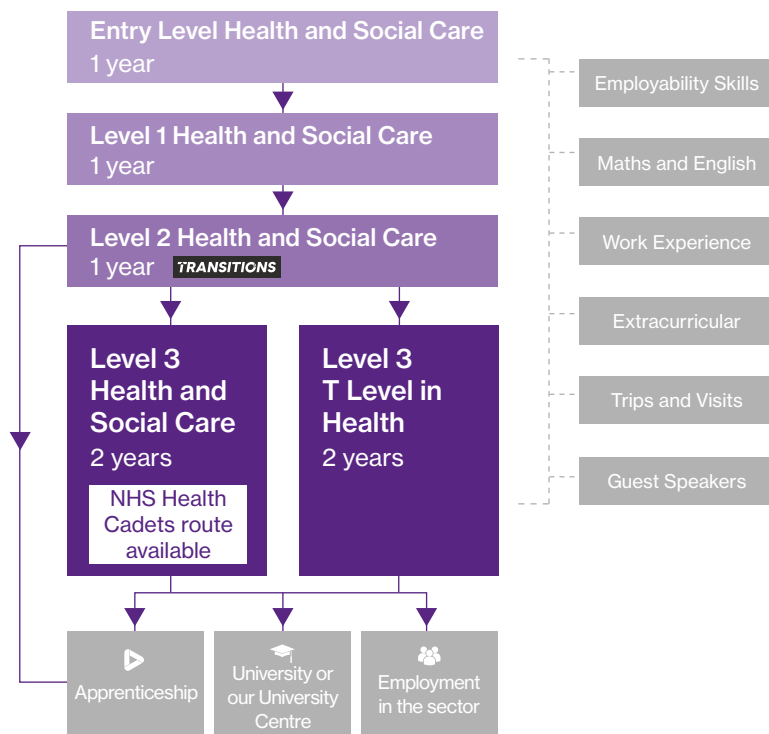 Entry Level Health and Social Care
1 year
Level 1 Health and Social Care
1 year
Level 2 Health and Social Care
1 year TRANSITIONS
Level 3
Health and
Social Care
2 years
NHS Health
Cadets route
available
Level 3
T Level in
Health
2 years
Apprenticeship
University or
our University
Centre
Employment
in the sector
Employability Skills
Maths and English
Work Experience
Extracurricular
Trips and Visits
Guest Speakers